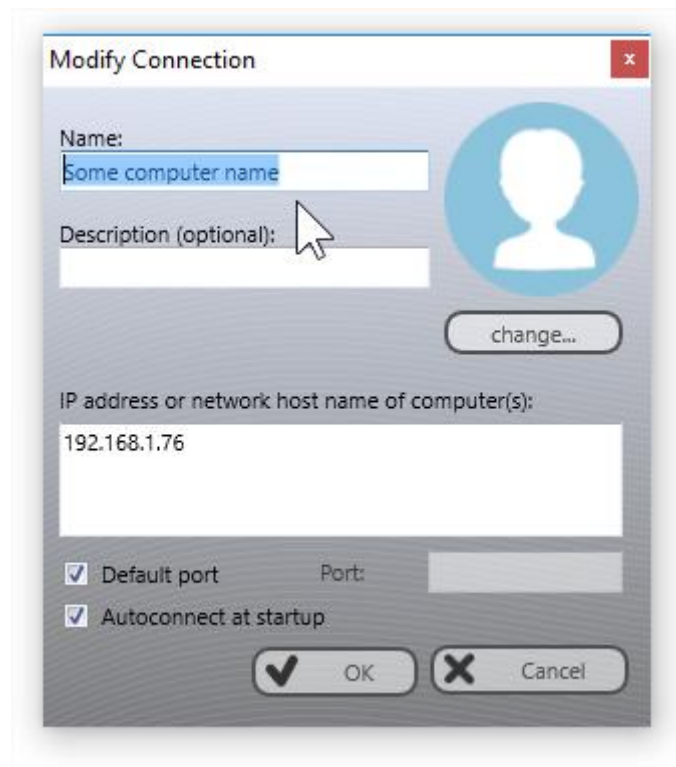 Modify Connection
x
Name:
Some computer name
Description (optional):
change...
IP address or network host name of computer(s):
192.168.1.76
Default port Port:
Autoconnect at startup
OK Cancel